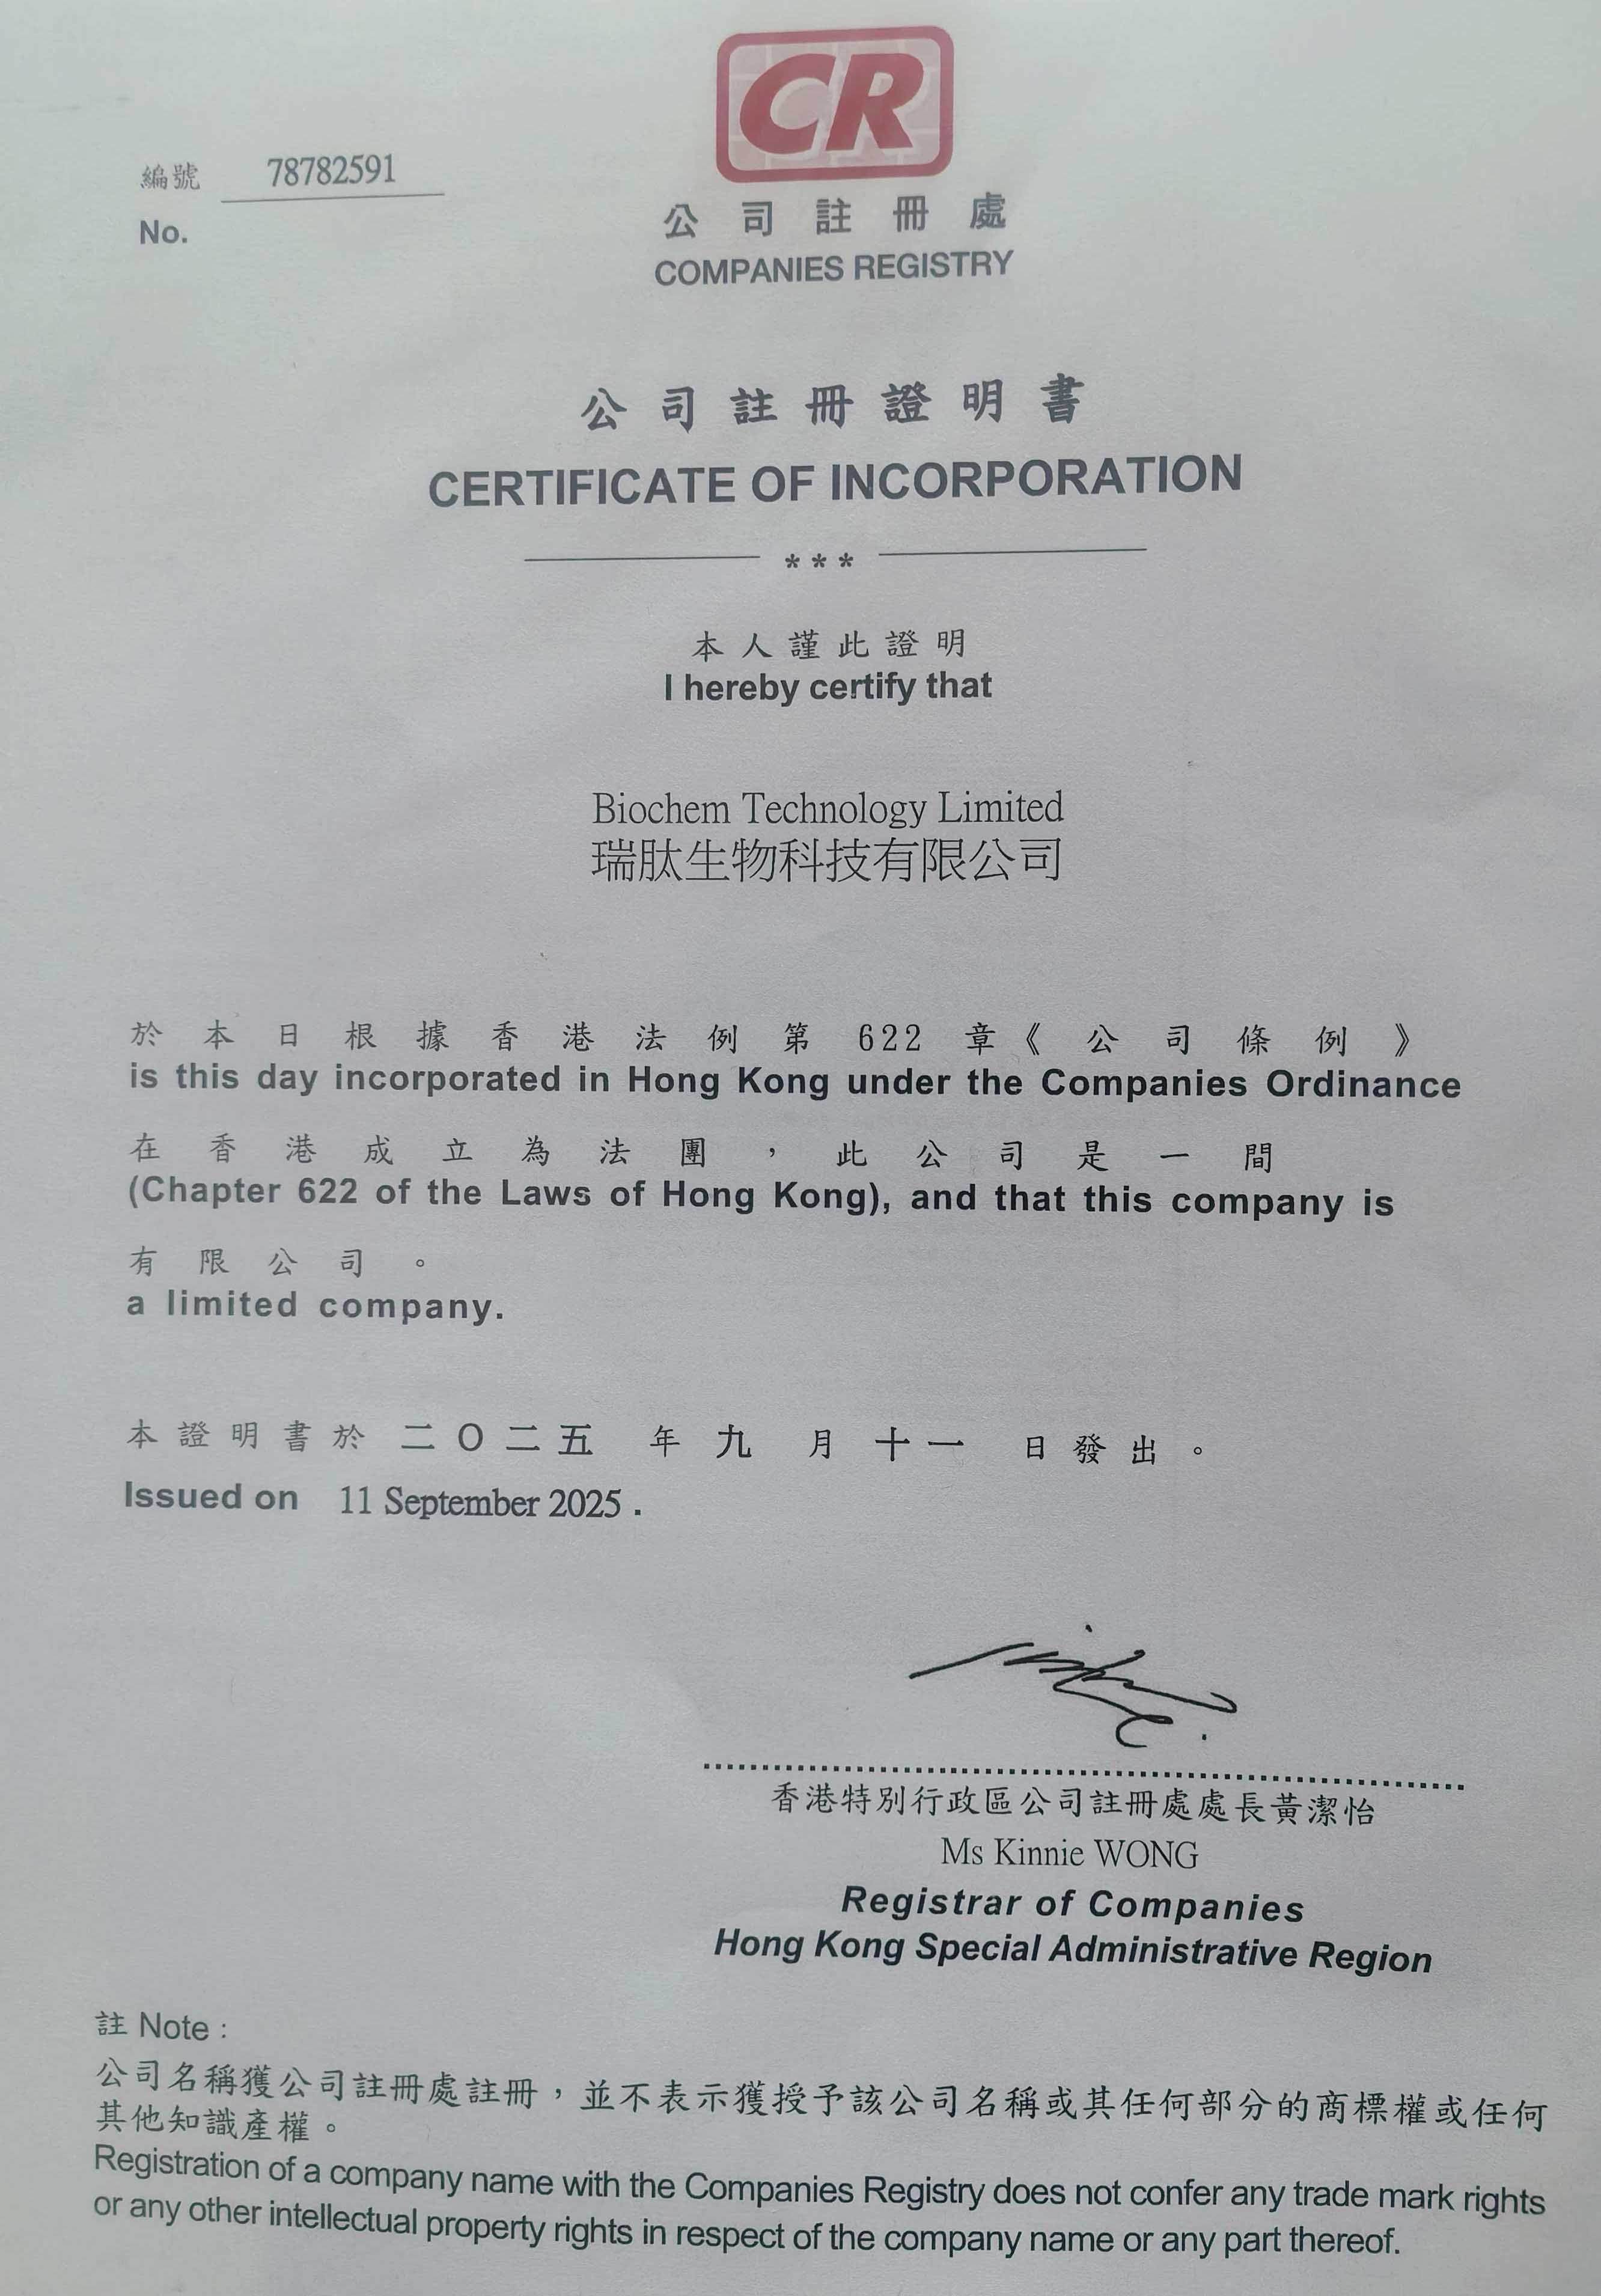 CR
公司註冊處
COMPANIES REGISTRY
編號 78782591
No.
公司註冊證明書
CERTIFICATE OF INCORPORATION
***
本人謹此證明
I hereby certify that
Biochem Technology Limited
瑞肽生物科技有限公司
於本日根據香港法例第622章《公司條例》
is this day incorporated in Hong Kong under the Companies Ordinance
在香港成立為法團，此公司是一間
(Chapter 622 of the Laws of Hong Kong), and that this company is
有限公司。
a limited company.
本證明書於二〇二五年九月十一日發出。
Issued on 11 September 2025 .
香港特別行政區公司註冊處處長黃潔怡
Ms Kinnie WONG
Registrar of Companies
Hong Kong Special Administrative Region
註 Note :
公司名稱獲公司註冊處註冊，並不表示獲授予該公司名稱或其任何部分的商標權或任何
其他知識產權。
Registration of a company name with the Companies Registry does not confer any trade mark rights
or any other intellectual property rights in respect of the company name or any part thereof.